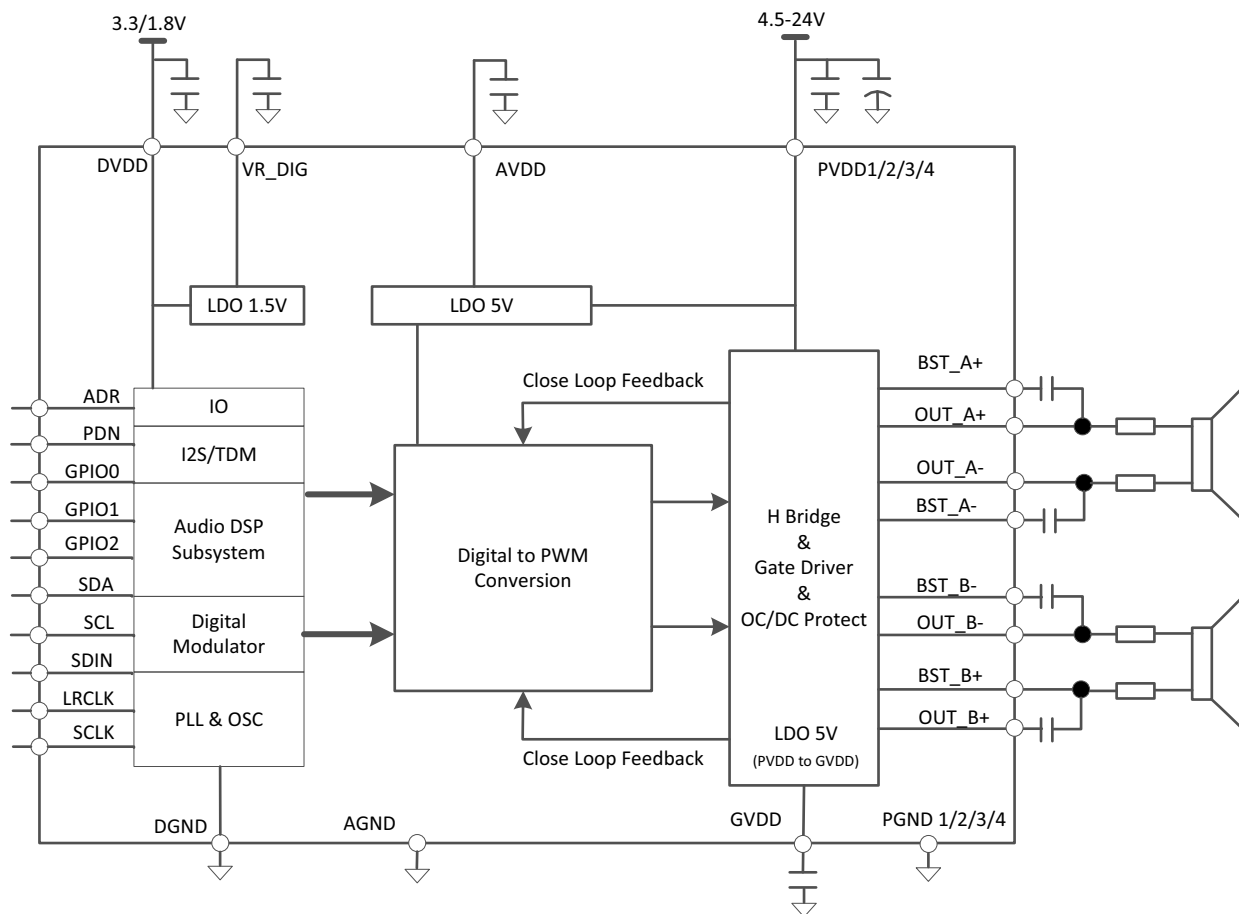 3.3/1.8V
4.5-24V
DVDD
VR_DIG
AVDD
PVDD1/2/3/4
LDO 1.5V
LDO 5V
ADR
PDN
GPIO0
GPIO1
GPIO2
SDA
SCL
SDIN
LRCLK
SCLK
IO
I2S/TDM
Audio DSP
Subsystem
Digital
Modulator
PLL & OSC
Close Loop Feedback
Digital to PWM
Conversion
Close Loop Feedback
H Bridge
&
Gate Driver
&
OC/DC Protect
LDO 5V
(PVDD to GVDD)
BST_A+
OUT_A+
OUT_A-
BST_A-
BST_B-
OUT_B-
BST_B+
OUT_B+
DGND
AGND
GVDD
PGND 1/2/3/4